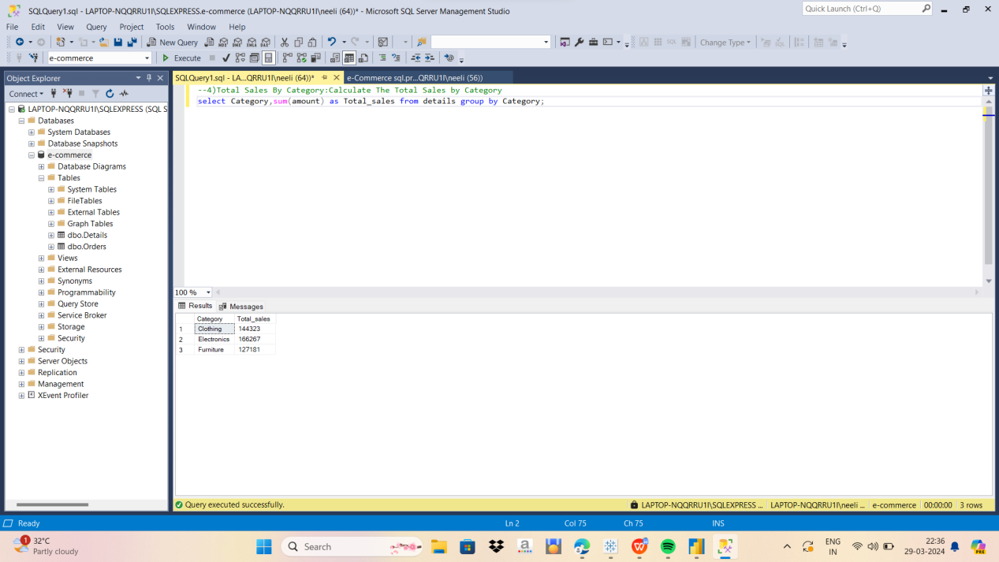 SQLQuery1.sql - LAPTOP-NQQRRU1I\SQLEXPRESS.e-commerce (LAPTOP-NQQRRU1I\neeli (64))* - Microsoft SQL Server Management Studio
Quick Launch (Ctrl+Q)
File Edit View Query Project Tools Window Help
New Query MDX DMX XMLA DAX Change Type
e-commerce Execute
Object Explorer
SQLQuery1.sql - LA...QRRU1I\neeli (64))* e-Commerce sql.pr...QRRU1I\neeli (56))
Connect
--4)Total Sales By Category:Calculate The Total Sales by Category
select Category,sum(amount) as Total_sales from details group by Category;
LAPTOP-NQQRRU1I\SQLEXPRESS (SQL S
Databases
System Databases
Database Snapshots
e-commerce
Database Diagrams
Tables
System Tables
FileTables
External Tables
Graph Tables
dbo.Details
dbo.Orders
Views
External Resources
Synonyms
Programmability
Query Store
Service Broker
Storage
Security
Security
Server Objects
Replication
Management
XEvent Profiler
100 %
Results Messages
Category Total_sales
1 Clothing 144323
2 Electronics 166267
3 Furniture 127181
Query executed successfully. LAPTOP-NQQRRU1I\SQLEXPRESS ... LAPTOP-NQQRRU1I\neeli ... e-commerce 00:00:00 3 rows
Ready Ln 2 Col 75 Ch 75 INS
1 32°C
Partly cloudy
Search
ENG
IN
22:36
29-03-2024
PRE